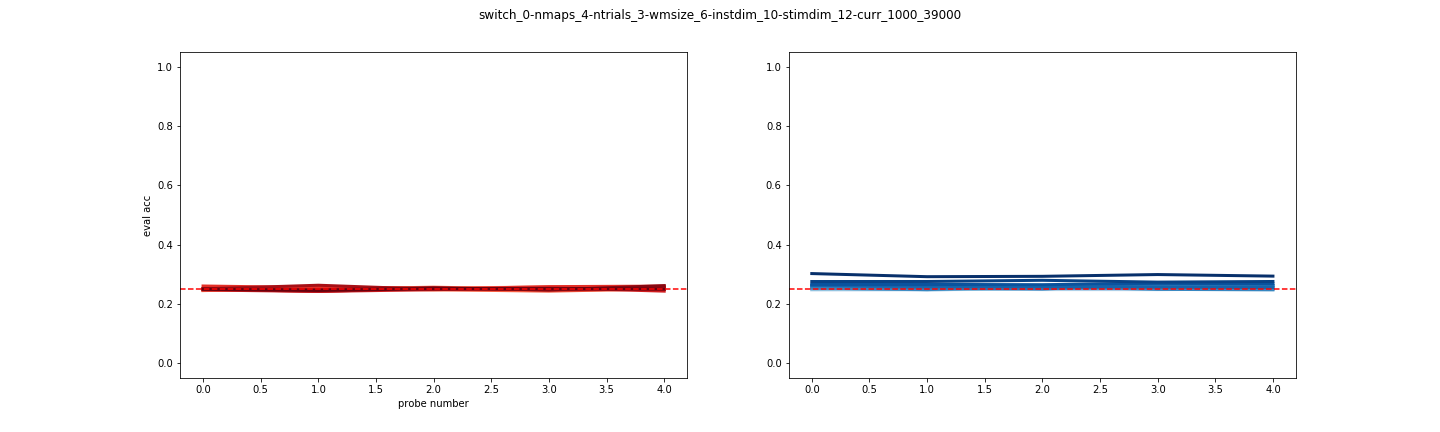 switch_0-nmaps_4-ntrials_3-wmsize_6-instdim_10-stimdim_12-curr_1000_39000
1.0
0.8
0.6
0.4
0.2
0.0
eval acc
0.0 0.5 1.0 1.5 2.0 2.5 3.0 3.5 4.0
probe number
1.0
0.8
0.6
0.4
0.2
0.0
0.0 0.5 1.0 1.5 2.0 2.5 3.0 3.5 4.0